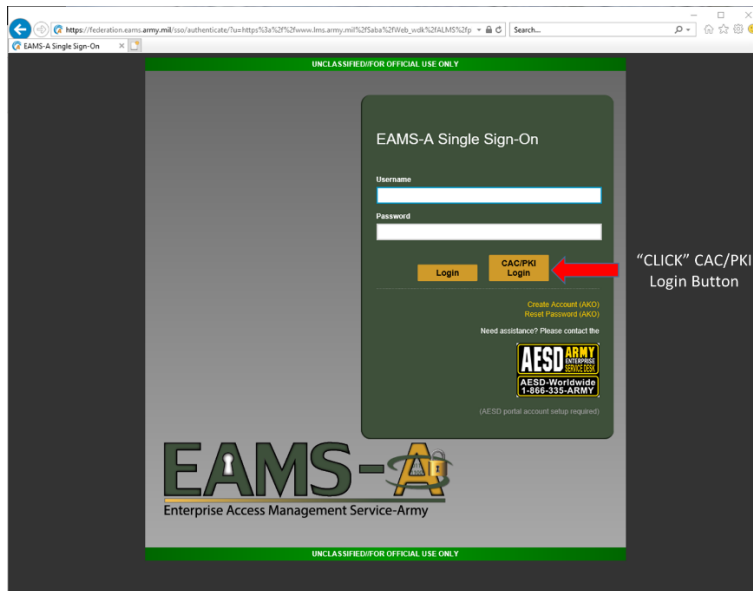 https://federation.eams.army.mil/sso/authenticate/?u=https%3a%2f%2fwww.lms.army.mil%2fSaba%2fWeb_wdk%2fALMS%2fp
Search...
EAMS-A Single Sign-On
UNCLASSIFIED//FOR OFFICIAL USE ONLY
EAMS-A Single Sign-On
Username
Password
Login
CAC/PKI
Login
"CLICK" CAC/PKI
Login Button
Create Account (AKO)
Reset Password (AKO)
Need assistance? Please contact the
AESD ARMY
ENTERPRISE
SERVICE DESK
AESD-Worldwide
1-866-335-ARMY
(AESD portal account setup required)
EAMS-A
Enterprise Access Management Service-Army
UNCLASSIFIED//FOR OFFICIAL USE ONLY